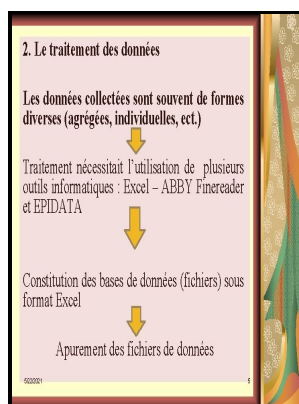 2. Le traitement des données
Les données collectées sont souvent de formes
diverses (agrégées, individuelles, ect.)
Traitement nécessitait l'utilisation de plusieurs
outils informatiques : Excel – ABBY Finereader
et EPIDATA
Constitution des bases de données (fichiers) sous
format Excel
Apurement des fichiers de données